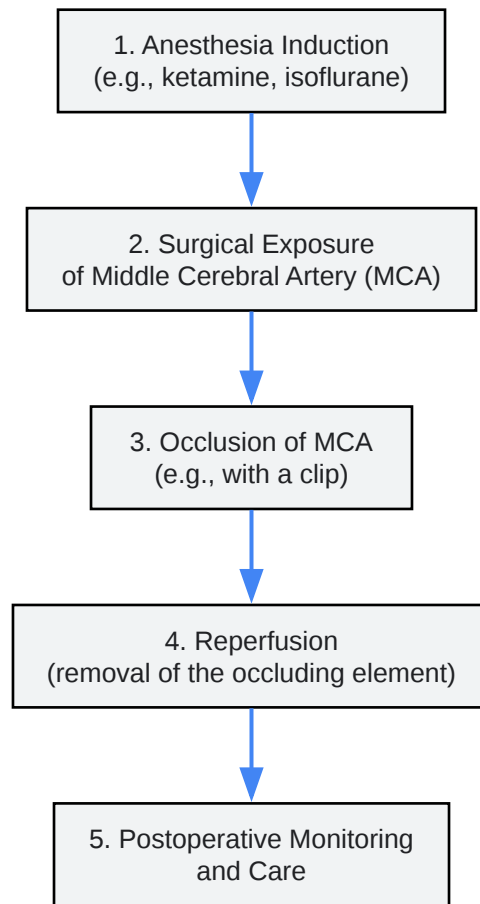 1. Anesthesia Induction
(e.g., ketamine, isoflurane)
2. Surgical Exposure
of Middle Cerebral Artery (MCA)
3. Occlusion of MCA
(e.g., with a clip)
4. Reperfusion
(removal of the occluding element)
5. Postoperative Monitoring
and Care